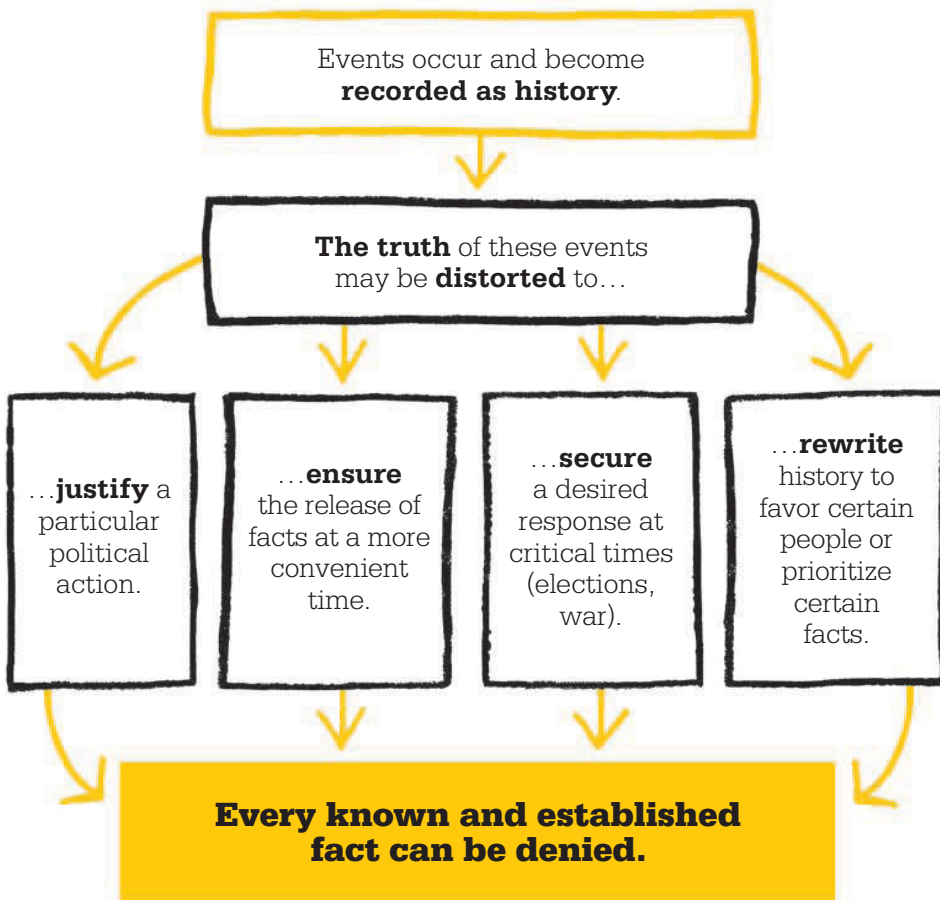 Events occur and become
recorded as history.
The truth of these events
may be distorted to…
…justify a
particular
political
action.
…ensure
the release of
facts at a more
convenient
time.
…secure
a desired
response at
critical times
(elections,
war).
…rewrite
history to
favor certain
people or
prioritize
certain
facts.
Every known and established
fact can be denied.